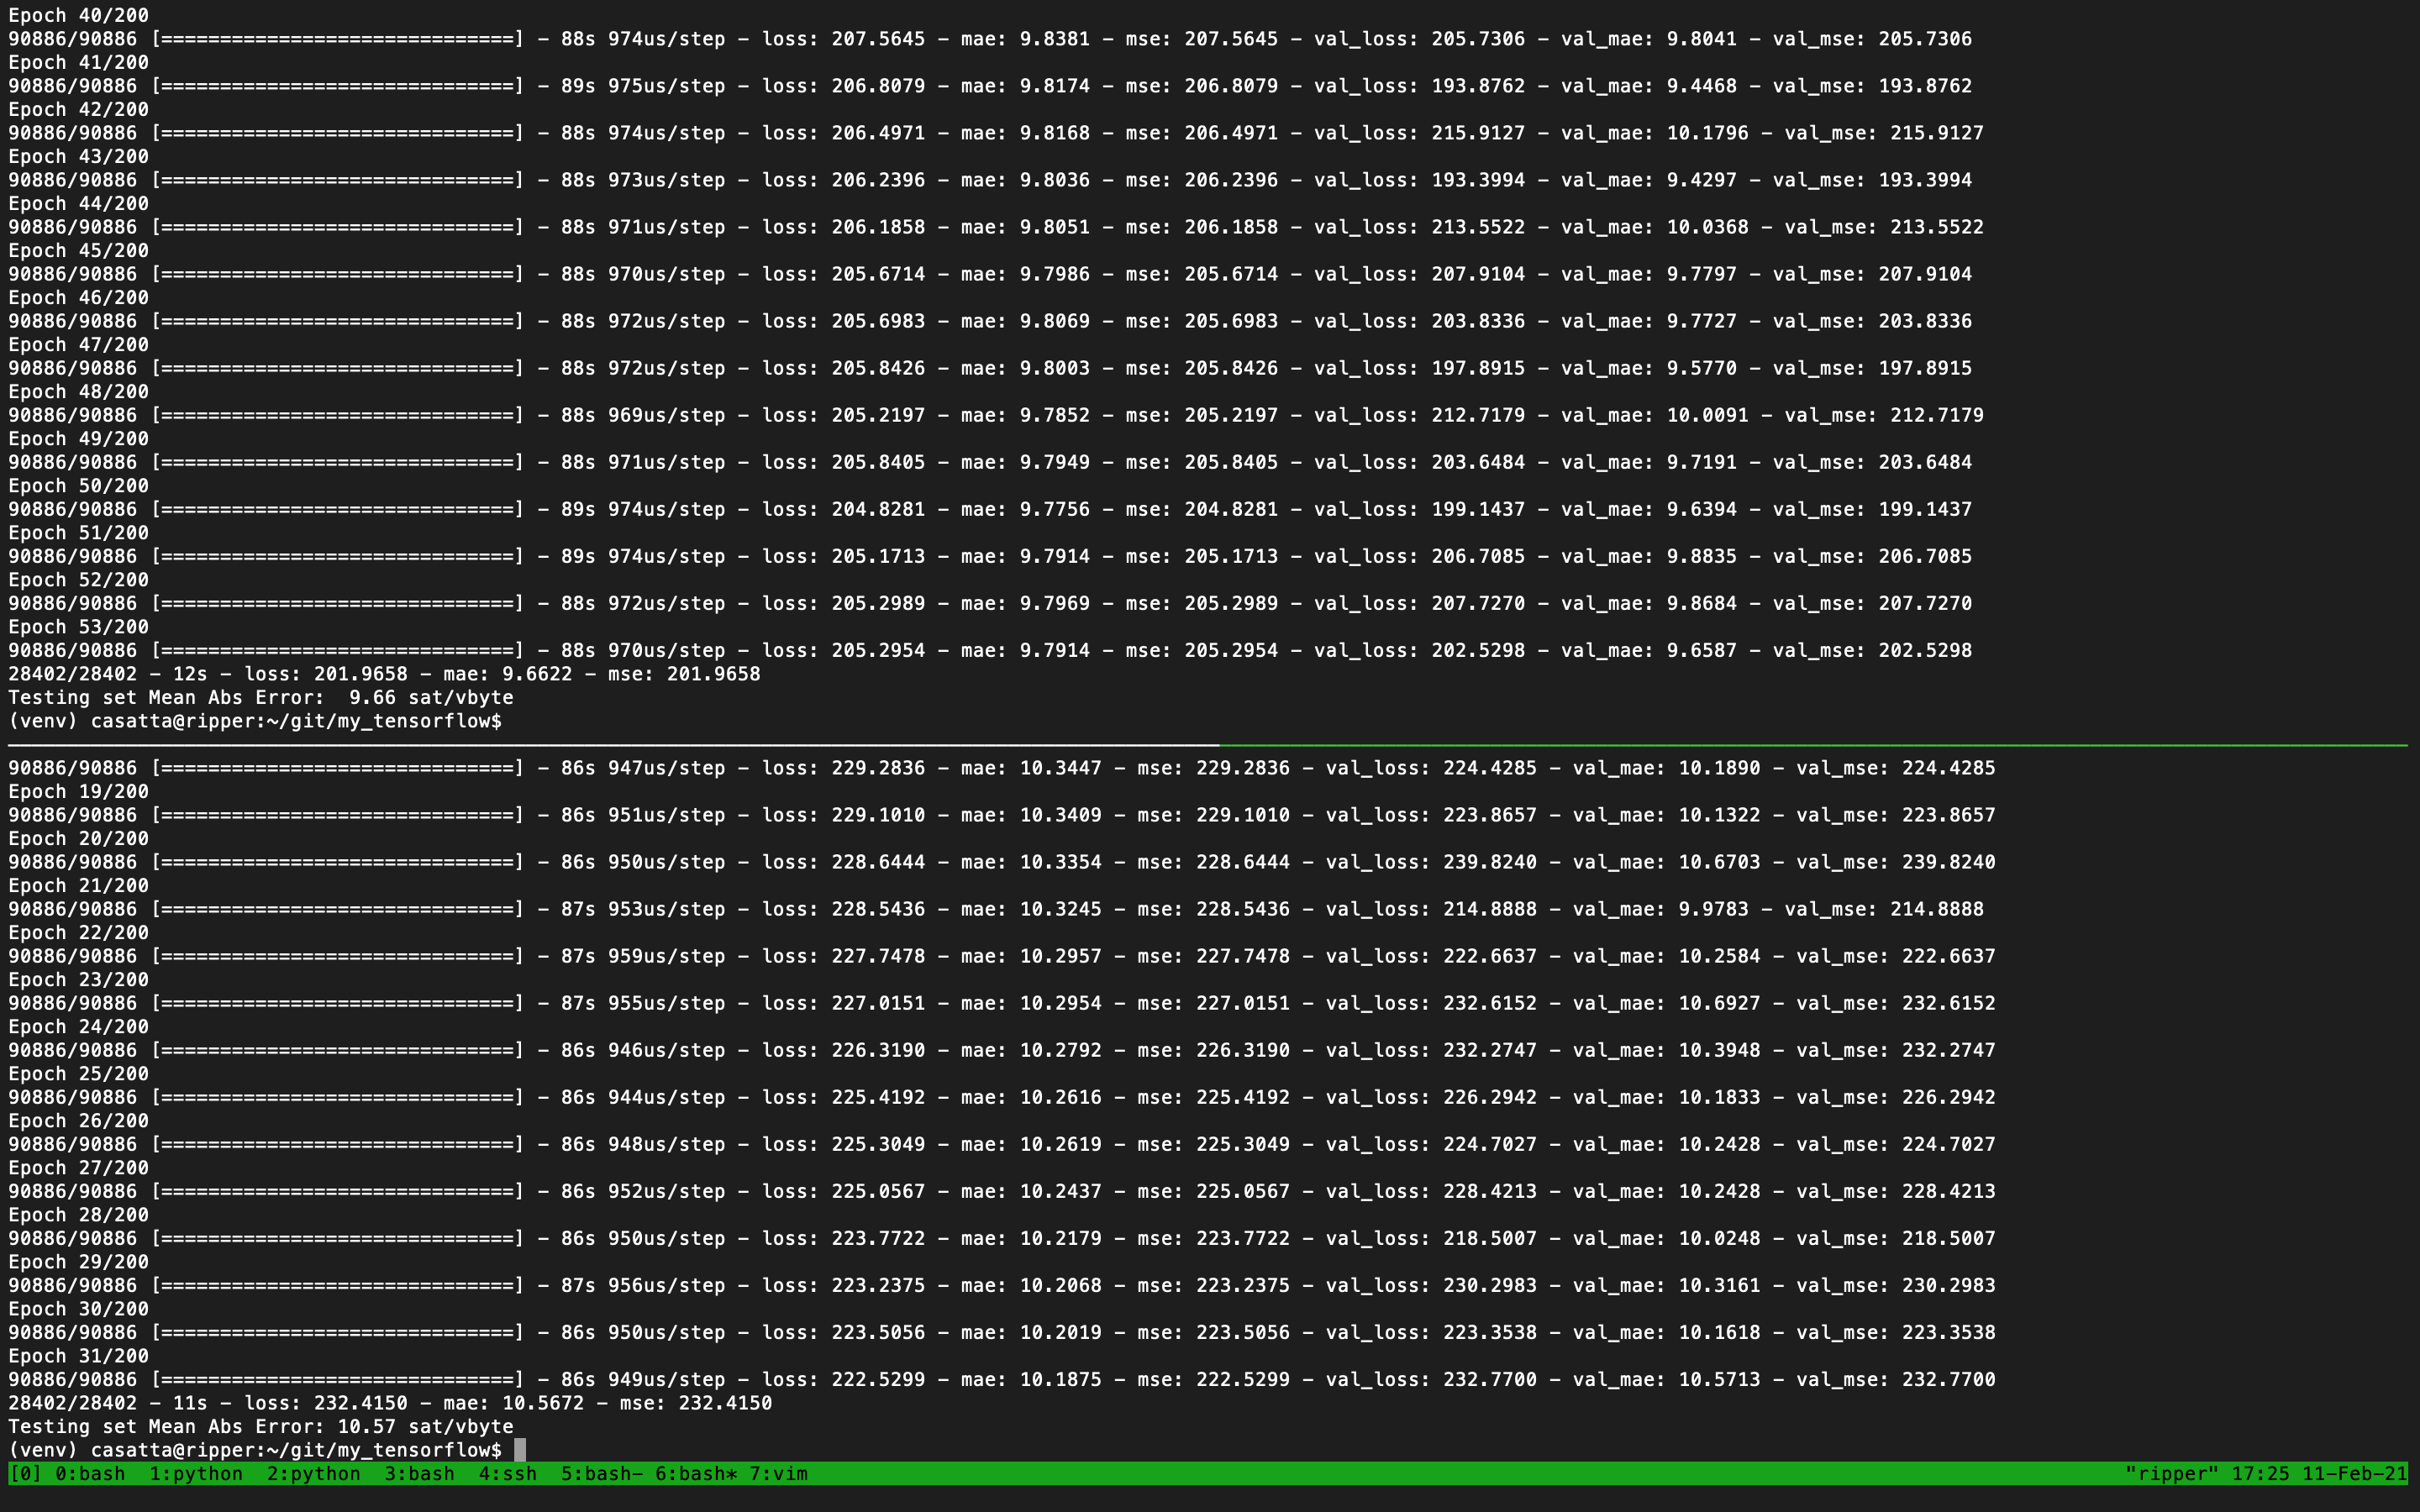 Epoch 40/200
90886/90886 [==============================] - 88s 974us/step - loss: 207.5645 - mae: 9.8381 - mse: 207.5645 - val_loss: 205.7306 - val_mae: 9.8041 - val_mse: 205.7306
Epoch 41/200
90886/90886 [==============================] - 89s 975us/step - loss: 206.8079 - mae: 9.8174 - mse: 206.8079 - val_loss: 193.8762 - val_mae: 9.4468 - val_mse: 193.8762
Epoch 42/200
90886/90886 [==============================] - 88s 974us/step - loss: 206.4971 - mae: 9.8168 - mse: 206.4971 - val_loss: 215.9127 - val_mae: 10.1796 - val_mse: 215.9127
Epoch 43/200
90886/90886 [==============================] - 88s 973us/step - loss: 206.2396 - mae: 9.8036 - mse: 206.2396 - val_loss: 193.3994 - val_mae: 9.4297 - val_mse: 193.3994
Epoch 44/200
90886/90886 [==============================] - 88s 971us/step - loss: 206.1858 - mae: 9.8051 - mse: 206.1858 - val_loss: 213.5522 - val_mae: 10.0368 - val_mse: 213.5522
Epoch 45/200
90886/90886 [==============================] - 88s 970us/step - loss: 205.6714 - mae: 9.7986 - mse: 205.6714 - val_loss: 207.9104 - val_mae: 9.7797 - val_mse: 207.9104
Epoch 46/200
90886/90886 [==============================] - 88s 972us/step - loss: 205.6983 - mae: 9.8069 - mse: 205.6983 - val_loss: 203.8336 - val_mae: 9.7727 - val_mse: 203.8336
Epoch 47/200
90886/90886 [==============================] - 88s 972us/step - loss: 205.8426 - mae: 9.8003 - mse: 205.8426 - val_loss: 197.8915 - val_mae: 9.5770 - val_mse: 197.8915
Epoch 48/200
90886/90886 [==============================] - 88s 969us/step - loss: 205.2197 - mae: 9.7852 - mse: 205.2197 - val_loss: 212.7179 - val_mae: 10.0091 - val_mse: 212.7179
Epoch 49/200
90886/90886 [==============================] - 88s 971us/step - loss: 205.8405 - mae: 9.7949 - mse: 205.8405 - val_loss: 203.6484 - val_mae: 9.7191 - val_mse: 203.6484
Epoch 50/200
90886/90886 [==============================] - 89s 974us/step - loss: 204.8281 - mae: 9.7756 - mse: 204.8281 - val_loss: 199.1437 - val_mae: 9.6394 - val_mse: 199.1437
Epoch 51/200
90886/90886 [==============================] - 89s 974us/step - loss: 205.1713 - mae: 9.7914 - mse: 205.1713 - val_loss: 206.7085 - val_mae: 9.8835 - val_mse: 206.7085
Epoch 52/200
90886/90886 [==============================] - 88s 972us/step - loss: 205.2989 - mae: 9.7969 - mse: 205.2989 - val_loss: 207.7270 - val_mae: 9.8684 - val_mse: 207.7270
Epoch 53/200
90886/90886 [==============================] - 88s 970us/step - loss: 205.2954 - mae: 9.7914 - mse: 205.2954 - val_loss: 202.5298 - val_mae: 9.6587 - val_mse: 202.5298
28402/28402 - 12s - loss: 201.9658 - mae: 9.6622 - mse: 201.9658
Testing set Mean Abs Error:  9.66 sat/vbyte
(venv) casatta@ripper:~/git/my_tensorflow$
90886/90886 [==============================] - 86s 947us/step - loss: 229.2836 - mae: 10.3447 - mse: 229.2836 - val_loss: 224.4285 - val_mae: 10.1890 - val_mse: 224.4285
Epoch 19/200
90886/90886 [==============================] - 86s 951us/step - loss: 229.1010 - mae: 10.3409 - mse: 229.1010 - val_loss: 223.8657 - val_mae: 10.1322 - val_mse: 223.8657
Epoch 20/200
90886/90886 [==============================] - 86s 950us/step - loss: 228.6444 - mae: 10.3354 - mse: 228.6444 - val_loss: 239.8240 - val_mae: 10.6703 - val_mse: 239.8240
Epoch 21/200
90886/90886 [==============================] - 87s 953us/step - loss: 228.5436 - mae: 10.3245 - mse: 228.5436 - val_loss: 214.8888 - val_mae: 9.9783 - val_mse: 214.8888
Epoch 22/200
90886/90886 [==============================] - 87s 959us/step - loss: 227.7478 - mae: 10.2957 - mse: 227.7478 - val_loss: 222.6637 - val_mae: 10.2584 - val_mse: 222.6637
Epoch 23/200
90886/90886 [==============================] - 87s 955us/step - loss: 227.0151 - mae: 10.2954 - mse: 227.0151 - val_loss: 232.6152 - val_mae: 10.6927 - val_mse: 232.6152
Epoch 24/200
90886/90886 [==============================] - 86s 946us/step - loss: 226.3190 - mae: 10.2792 - mse: 226.3190 - val_loss: 232.2747 - val_mae: 10.3948 - val_mse: 232.2747
Epoch 25/200
90886/90886 [==============================] - 86s 944us/step - loss: 225.4192 - mae: 10.2616 - mse: 225.4192 - val_loss: 226.2942 - val_mae: 10.1833 - val_mse: 226.2942
Epoch 26/200
90886/90886 [==============================] - 86s 948us/step - loss: 225.3049 - mae: 10.2619 - mse: 225.3049 - val_loss: 224.7027 - val_mae: 10.2428 - val_mse: 224.7027
Epoch 27/200
90886/90886 [==============================] - 86s 952us/step - loss: 225.0567 - mae: 10.2437 - mse: 225.0567 - val_loss: 228.4213 - val_mae: 10.2428 - val_mse: 228.4213
Epoch 28/200
90886/90886 [==============================] - 86s 950us/step - loss: 223.7722 - mae: 10.2179 - mse: 223.7722 - val_loss: 218.5007 - val_mae: 10.0248 - val_mse: 218.5007
Epoch 29/200
90886/90886 [==============================] - 87s 956us/step - loss: 223.2375 - mae: 10.2068 - mse: 223.2375 - val_loss: 230.2983 - val_mae: 10.3161 - val_mse: 230.2983
Epoch 30/200
90886/90886 [==============================] - 86s 950us/step - loss: 223.5056 - mae: 10.2019 - mse: 223.5056 - val_loss: 223.3538 - val_mae: 10.1618 - val_mse: 223.3538
Epoch 31/200
90886/90886 [==============================] - 86s 949us/step - loss: 222.5299 - mae: 10.1875 - mse: 222.5299 - val_loss: 232.7700 - val_mae: 10.5713 - val_mse: 232.7700
28402/28402 - 11s - loss: 232.4150 - mae: 10.5672 - mse: 232.4150
Testing set Mean Abs Error: 10.57 sat/vbyte
(venv) casatta@ripper:~/git/my_tensorflow$
[0] 0:bash  1:python  2:python  3:bash  4:ssh  5:bash- 6:bash* 7:vim "ripper" 17:25 11-Feb-21